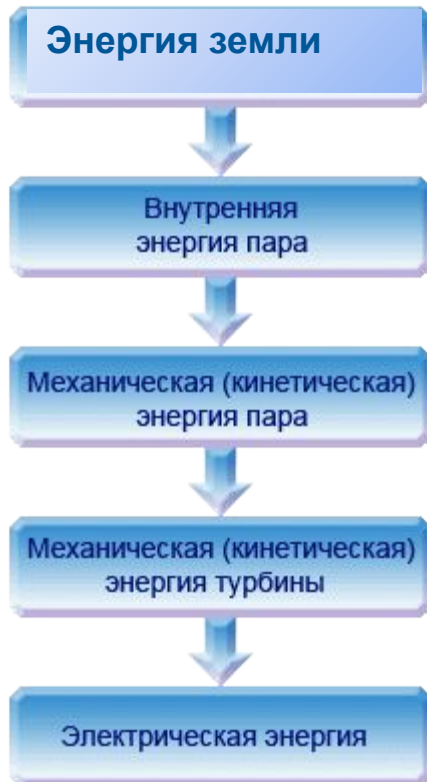 Энергия земли
Внутренняя
энергия пара
Механическая (кинетическая)
энергия пара
Механическая (кинетическая)
энергия турбины
Электрическая энергия